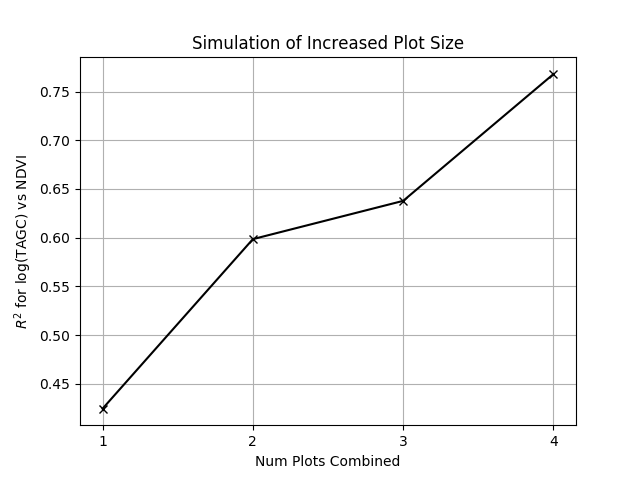 Simulation of Increased Plot Size
0.75
0.70
0.65
0.60
0.55
0.50
0.45
R² for log(TAGC) vs NDVI
1 2 3 4
Num Plots Combined